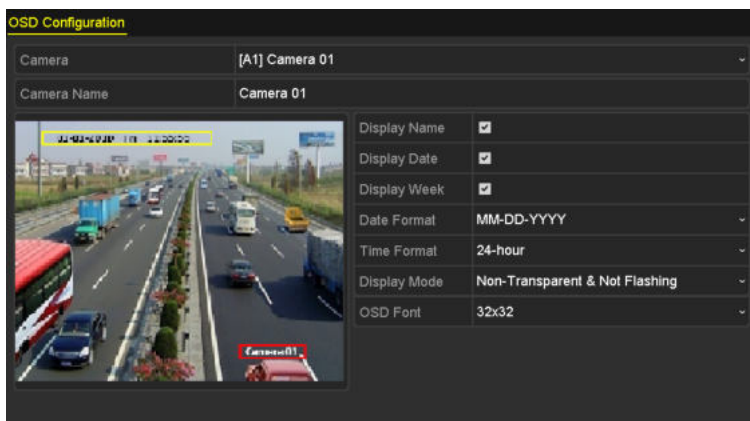 OSD Configuration
Camera [A1] Camera 01
Camera Name Camera 01
Display Name
Display Date
Display Week
Date Format MM-DD-YYYY
Time Format 24-hour
Display Mode Non-Transparent & Not Flashing
OSD Font 32x32
Camera01